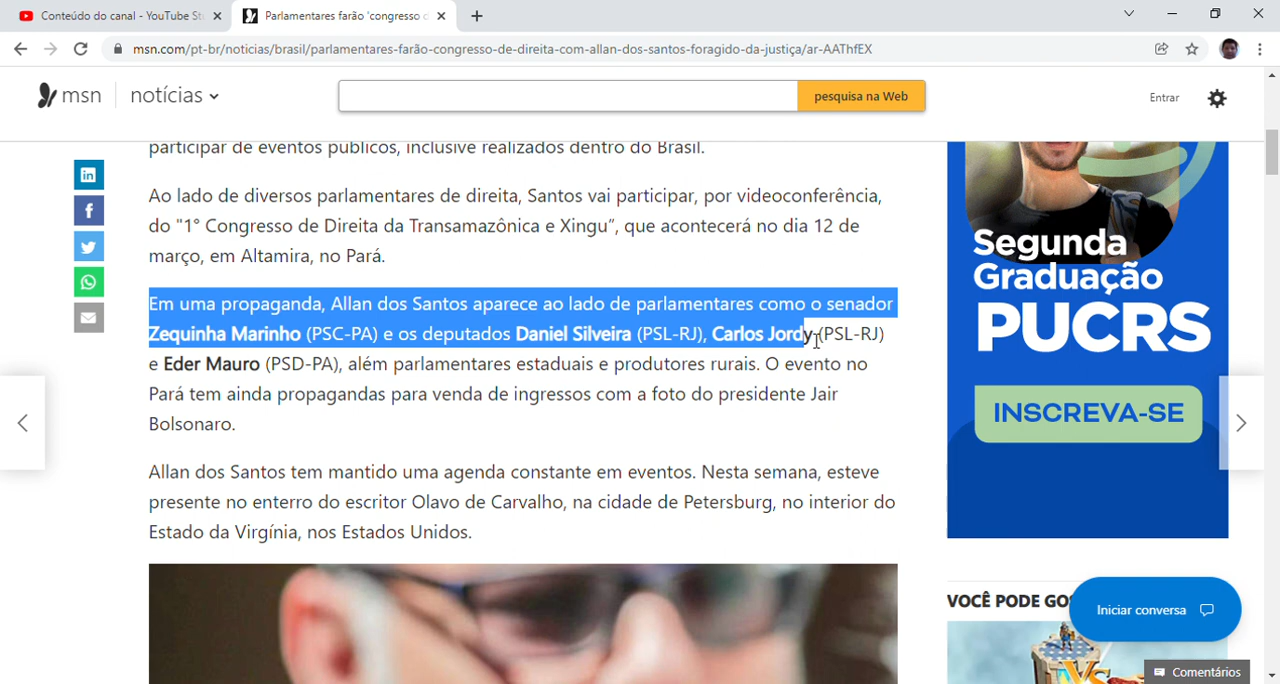 Conteúdo do canal - YouTube St
Parlamentares farão 'congresso d
msn.com/pt-br/noticias/brasil/parlamentares-farão-congresso-de-direita-com-allan-dos-santos-foragido-da-justiça/ar-AAThfEX
msn
notícias
pesquisa na Web
Entrar
participar de eventos públicos, inclusive realizados dentro do Brasil.
Ao lado de diversos parlamentares de direita, Santos vai participar, por videoconferência,
do "1° Congresso de Direita da Transamazônica e Xingu”, que acontecerá no dia 12 de
março, em Altamira, no Pará.
Em uma propaganda, Allan dos Santos aparece ao lado de parlamentares como o senador
Zequinha Marinho (PSC-PA) e os deputados Daniel Silveira (PSL-RJ), Carlos Jordy (PSL-RJ)
e Eder Mauro (PSD-PA), além parlamentares estaduais e produtores rurais. O evento no
Pará tem ainda propagandas para venda de ingressos com a foto do presidente Jair
Bolsonaro.
Allan dos Santos tem mantido uma agenda constante em eventos. Nesta semana, esteve
presente no enterro do escritor Olavo de Carvalho, na cidade de Petersburg, no interior do
Estado da Virgínia, nos Estados Unidos.
Segunda
Graduação
PUCRS
INSCREVA-SE
VOCÊ PODE GOS
Iniciar conversa
Comentários